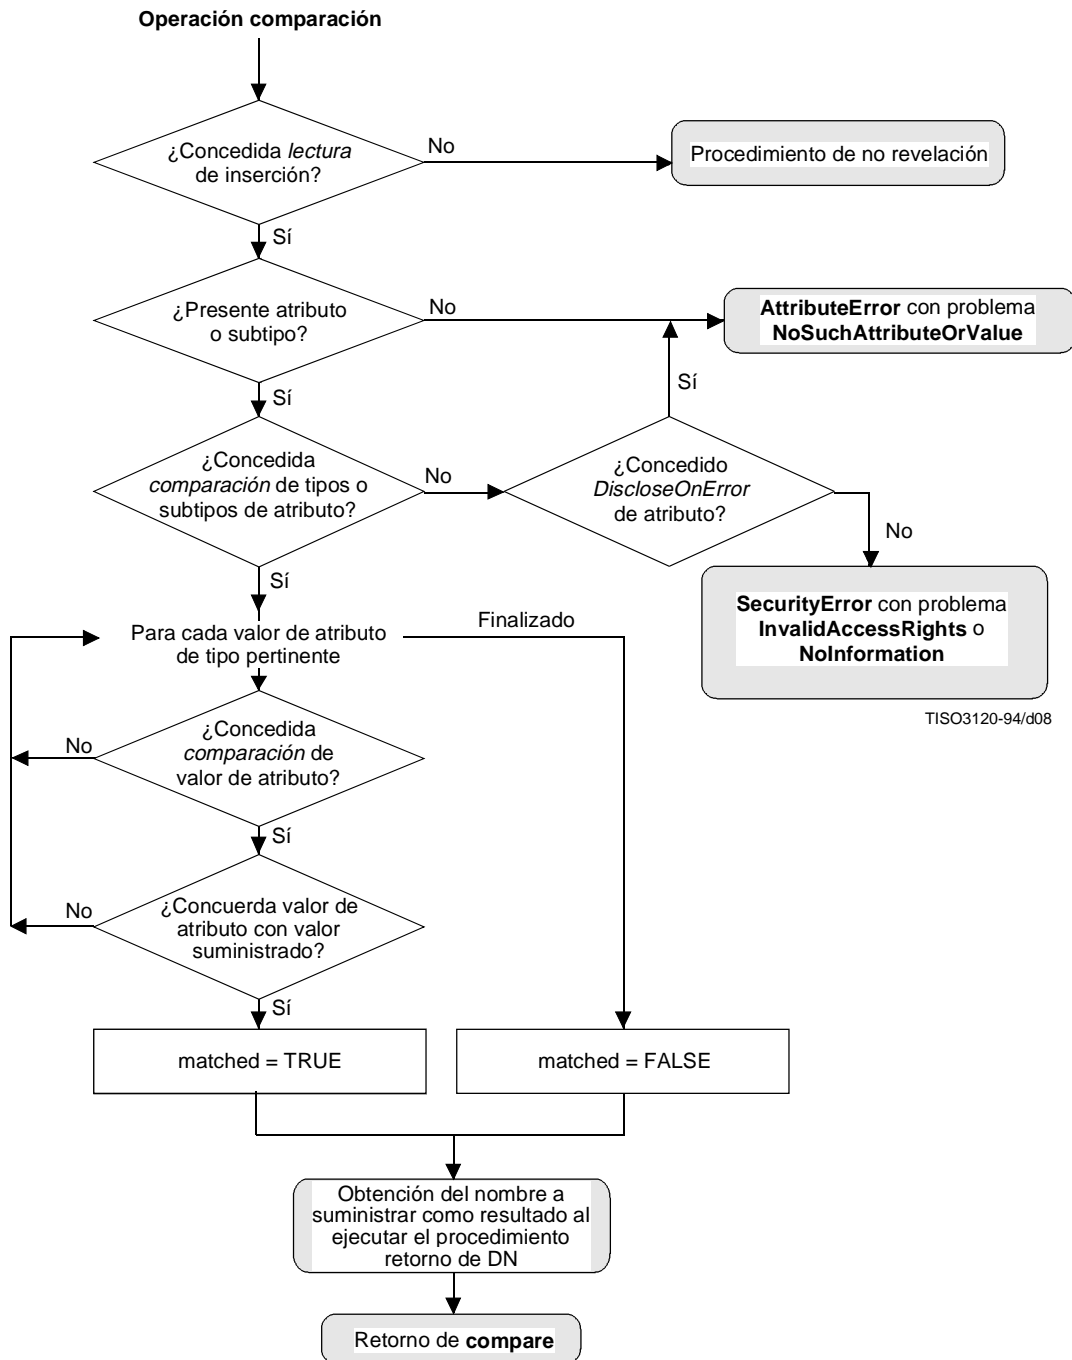 Operación comparación
¿Concedida lectura
de inserción?
No
Procedimiento de no revelación
Sí
¿Presente atributo
o subtipo?
No
AttributeError con problema
NoSuchAttributeOrValue
Sí
Sí
¿Concedida
comparación de tipos o
subtipos de atributo?
No
¿Concedido
DiscloseOnError
de atributo?
No
Sí
SecurityError con problema
InvalidAccessRights o
NoInformation
Para cada valor de atributo
de tipo pertinente
Finalizado
TISO3120-94/d08
¿Concedida
comparación de
valor de atributo?
No
Sí
¿Concuerda valor de
atributo con valor
suministrado?
No
Sí
matched = TRUE
matched = FALSE
Obtención del nombre a
suministrar como resultado al
ejecutar el procedimiento
retorno de DN
Retorno de compare